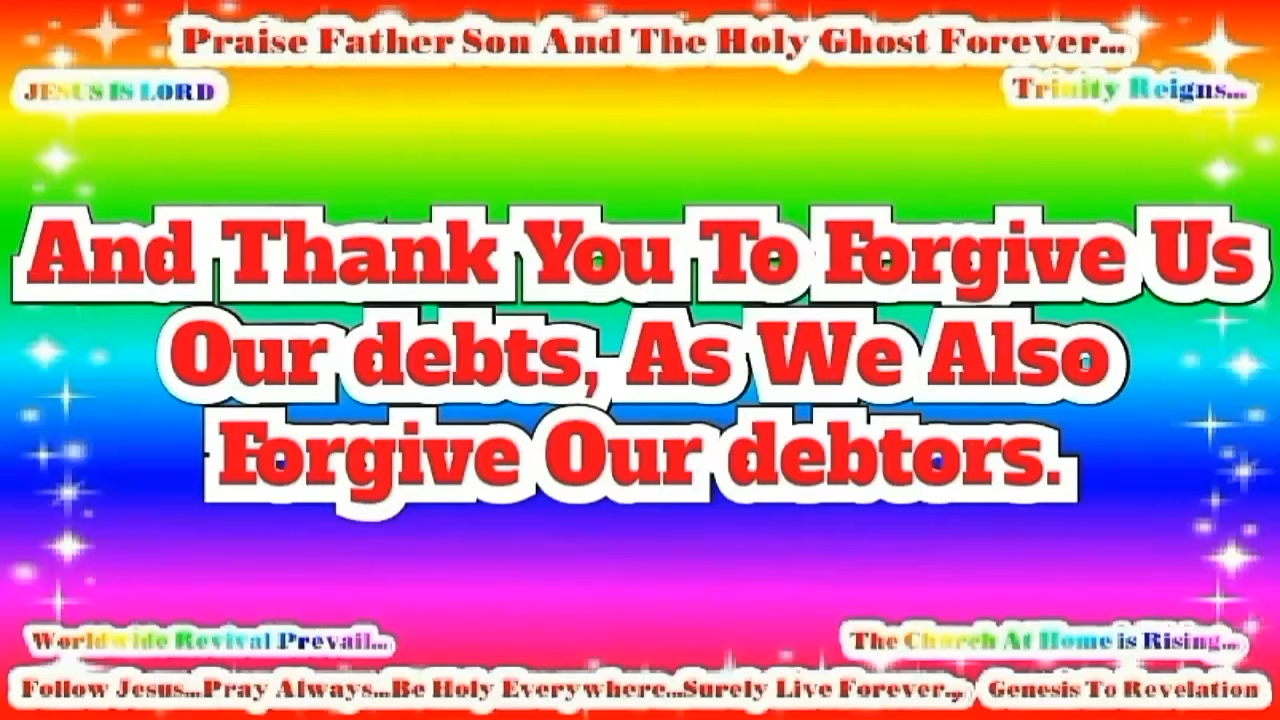 Praise Father Son And The Holy Ghost Forever...
JESUS IS LORD
Trinity Reigns...
And Thank You To Forgive Us
Our debts, As We Also
Forgive Our debtors.
Worldwide Revival Prevail...
The Church At Home is Rising...
Follow Jesus...Pray Always...Be Holy Everywhere...Surely Live Forever..., Genesis To Revelation